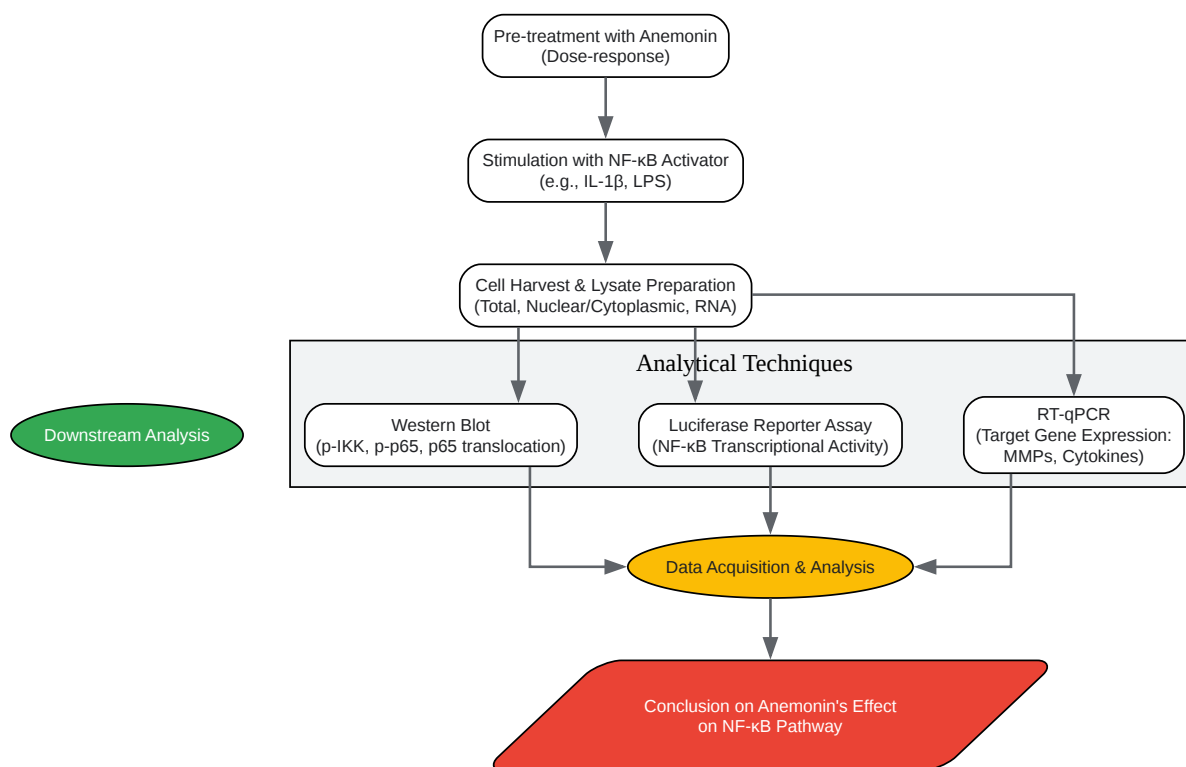 Pre-treatment with Anemonin
(Dose-response)
Stimulation with NF-κB Activator
(e.g., IL-1β, LPS)
Cell Harvest & Lysate Preparation
(Total, Nuclear/Cytoplasmic, RNA)
Analytical Techniques
Downstream Analysis
Western Blot
(p-IKK, p-p65, p65 translocation)
Luciferase Reporter Assay
(NF-κB Transcriptional Activity)
RT-qPCR
(Target Gene Expression:
MMPs, Cytokines)
Data Acquisition & Analysis
Conclusion on Anemonin's Effect
on NF-κB Pathway